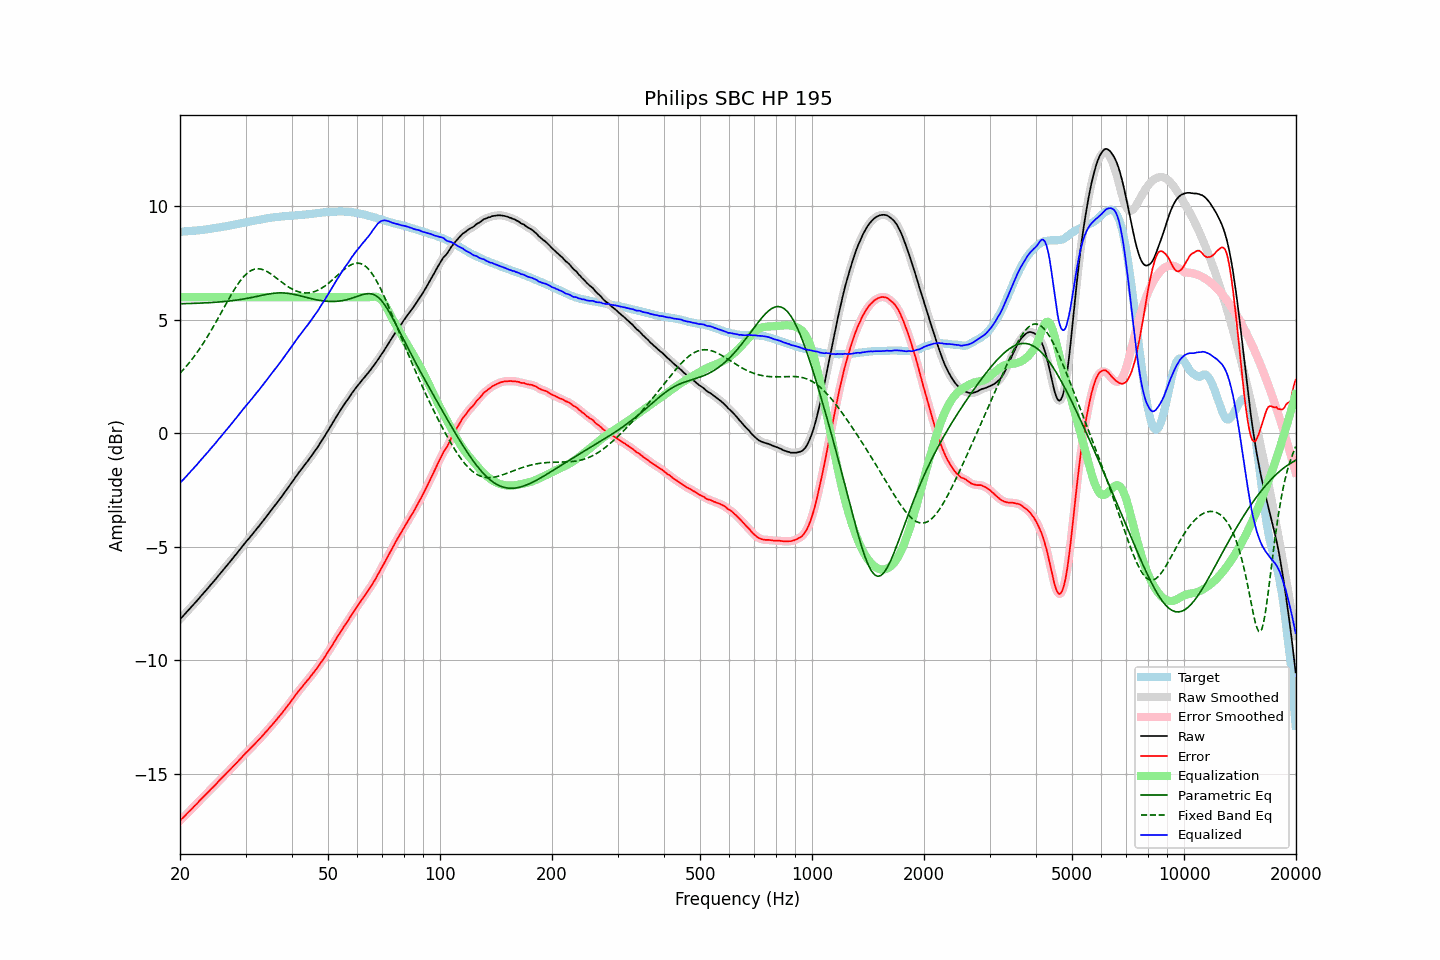 Philips SBC HP 195
Amplitude (dBr)
10
5
0
−5
−10
−15
20
50
100
200
500
1000
2000
5000
10000
20000
Frequency (Hz)
Target
Raw Smoothed
Error Smoothed
Raw
Error
Equalization
Parametric Eq
Fixed Band Eq
Equalized